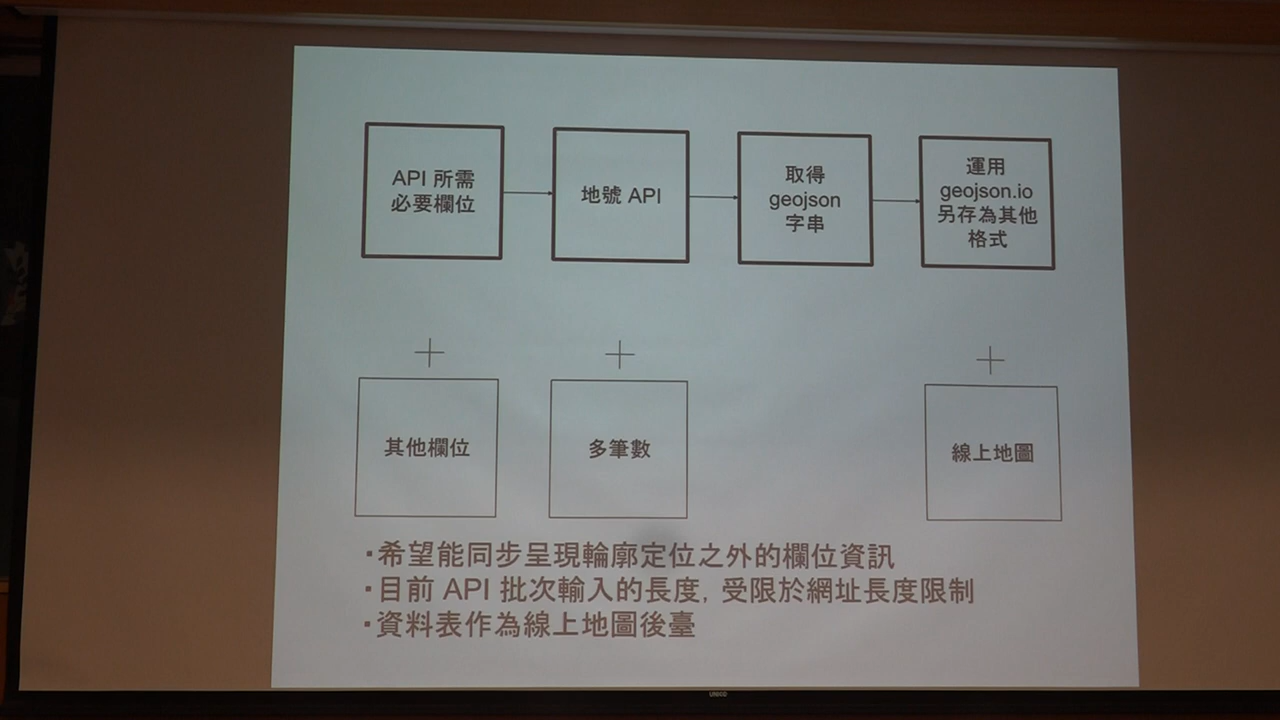 API 所需
必要欄位
地號 API
取得
geojson
字串
運用
geojson.io
另存為其他
格式
其他欄位
多筆數
線上地圖
·希望能同步呈現輪廓定位之外的欄位資訊
·目前 API 批次輸入的長度, 受限於網址長度限制
·資料表作為線上地圖後臺